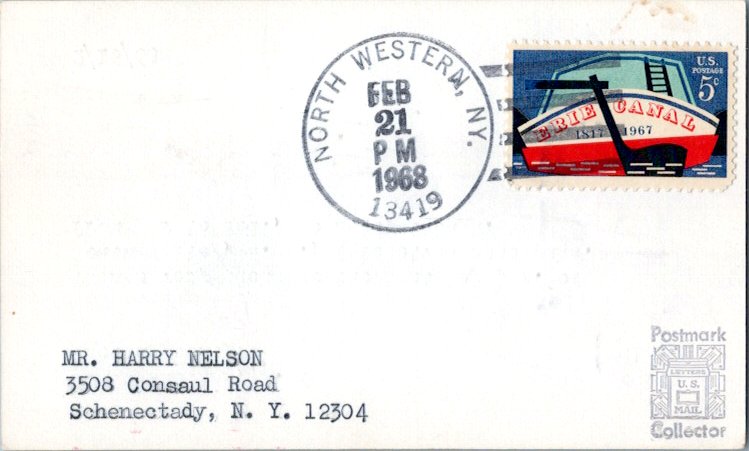 NORTH WESTERN, NY.
FEB
21
PM
1968
13419
U.S.
POSTAGE
5c
ERIE CANAL
1817 1967
MR. HARRY NELSON
3508 Consaul Road
Schenectady, N. Y. 12304
Postmark
LETTERS
U.S.
MAIL
Collector